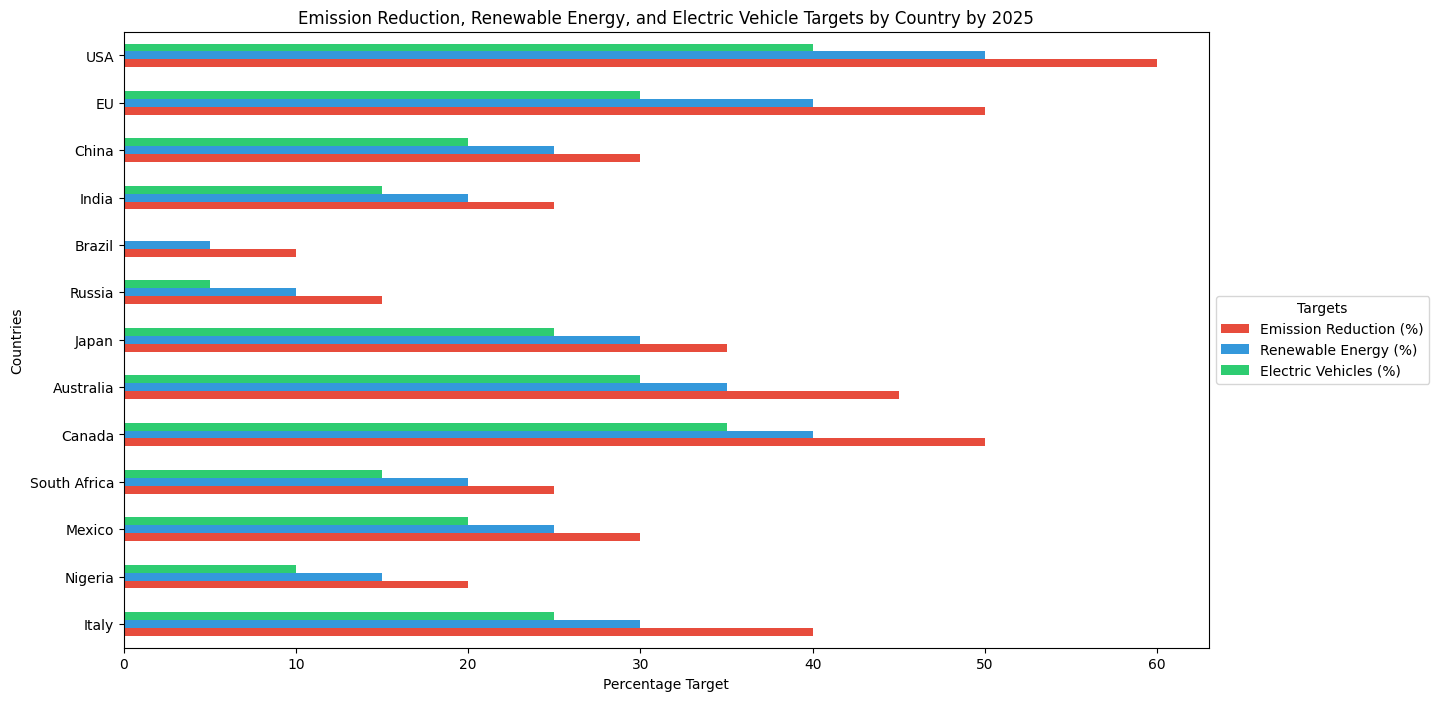 Emission Reduction, Renewable Energy, and Electric Vehicle Targets by Country by 2025
Countries
USA
EU
China
India
Brazil
Russia
Japan
Australia
Canada
South Africa
Mexico
Nigeria
Italy
0 10 20 30 40 50 60
Percentage Target
Targets
Emission Reduction (%)
Renewable Energy (%)
Electric Vehicles (%)